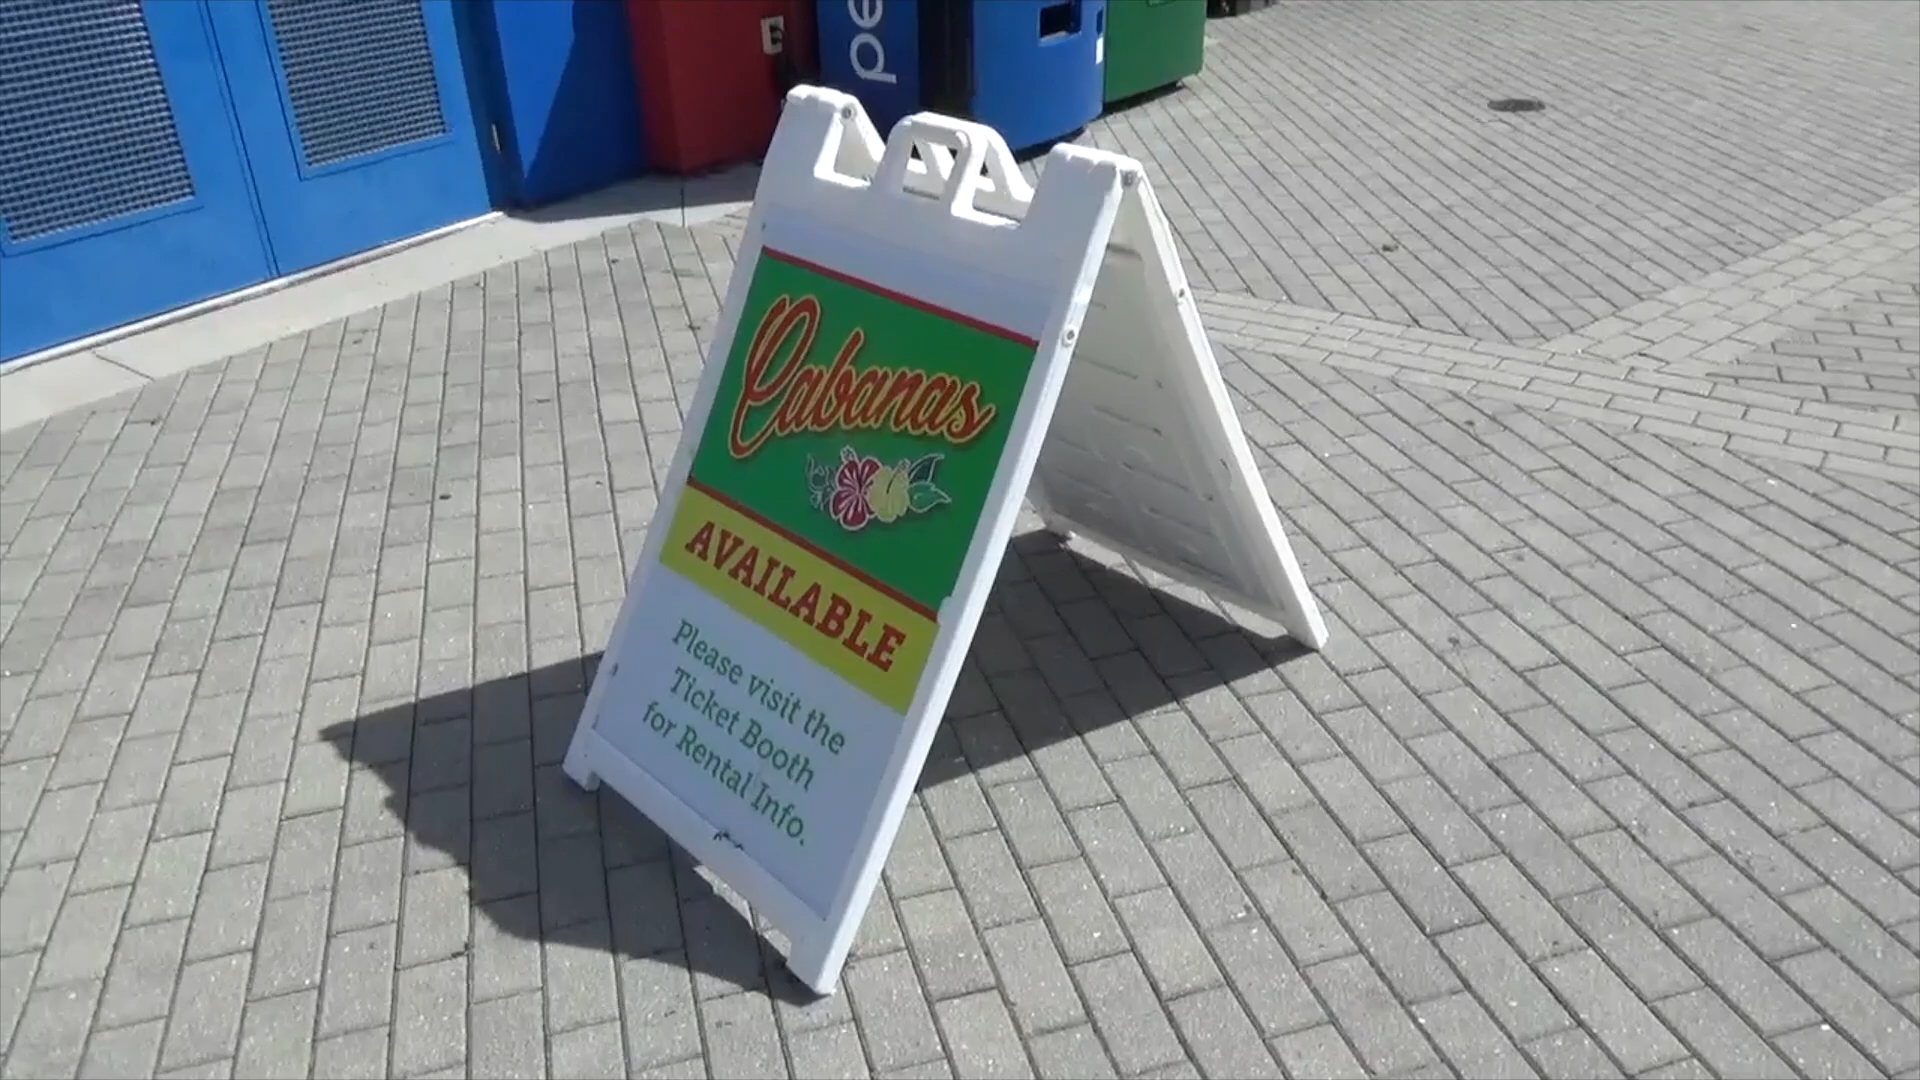 pe
Cabanas
AVAILABLE
Please visit the
Ticket Booth
for Rental Info.